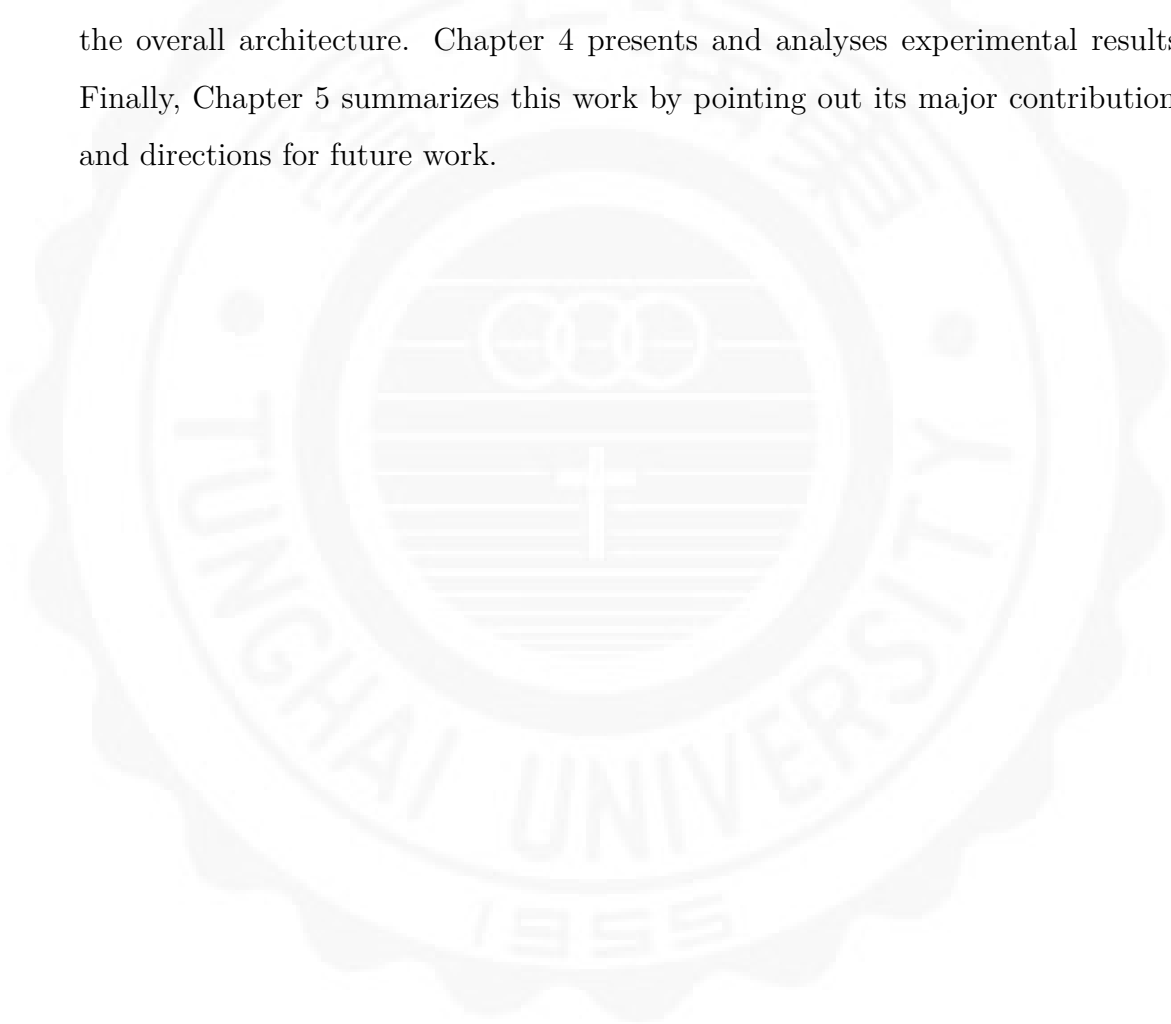 the overall architecture. Chapter 4 presents and analyses experimental results
Finally, Chapter 5 summarizes this work by pointing out its major contribution
and directions for future work.
TUNGHAI UNIVERSITY
1955